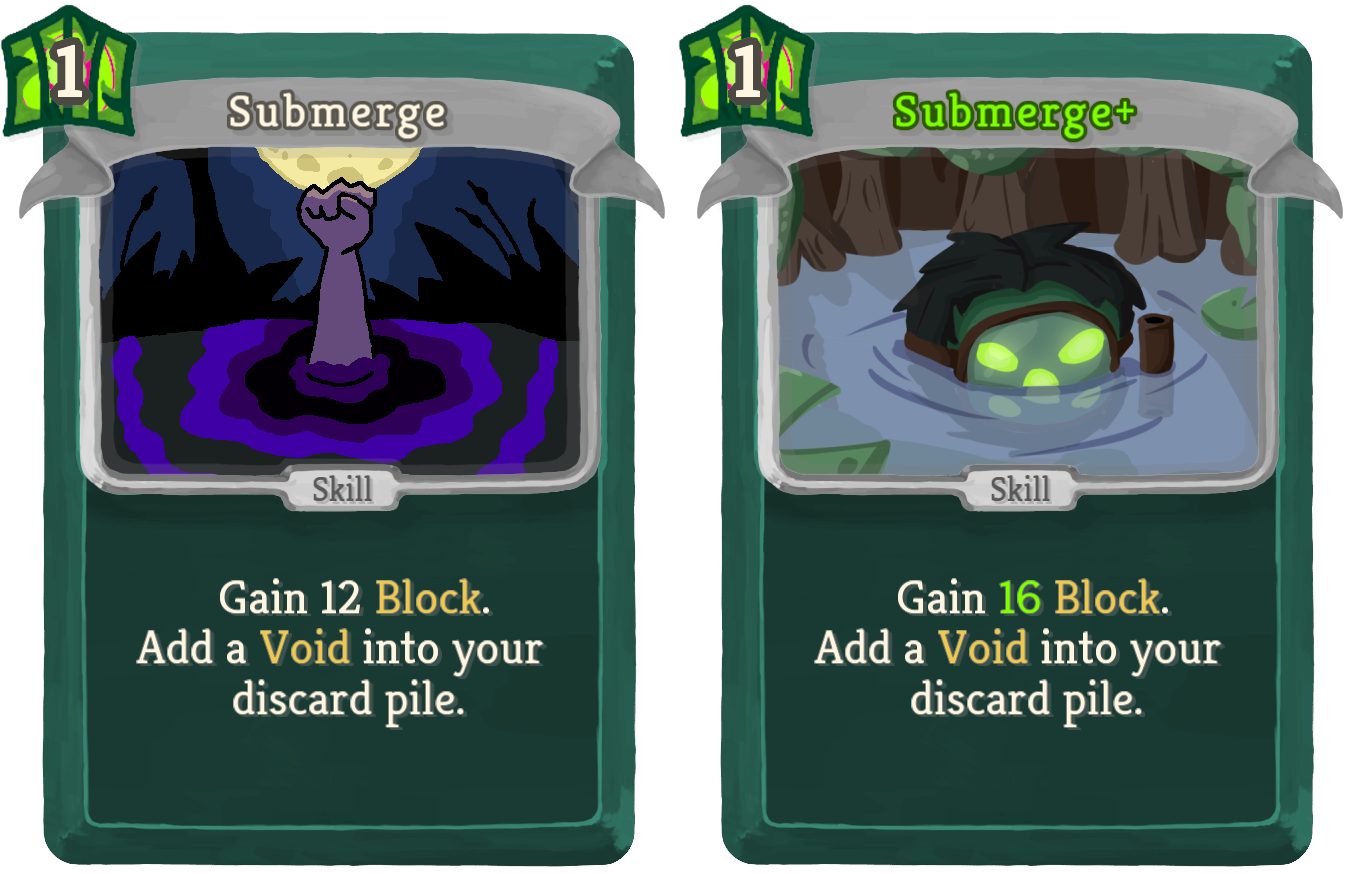 1
Submerge
Skill
Gain 12 Block.
Add a Void into your
discard pile.
1
Submerge+
Skill
Gain 16 Block.
Add a Void into your
discard pile.